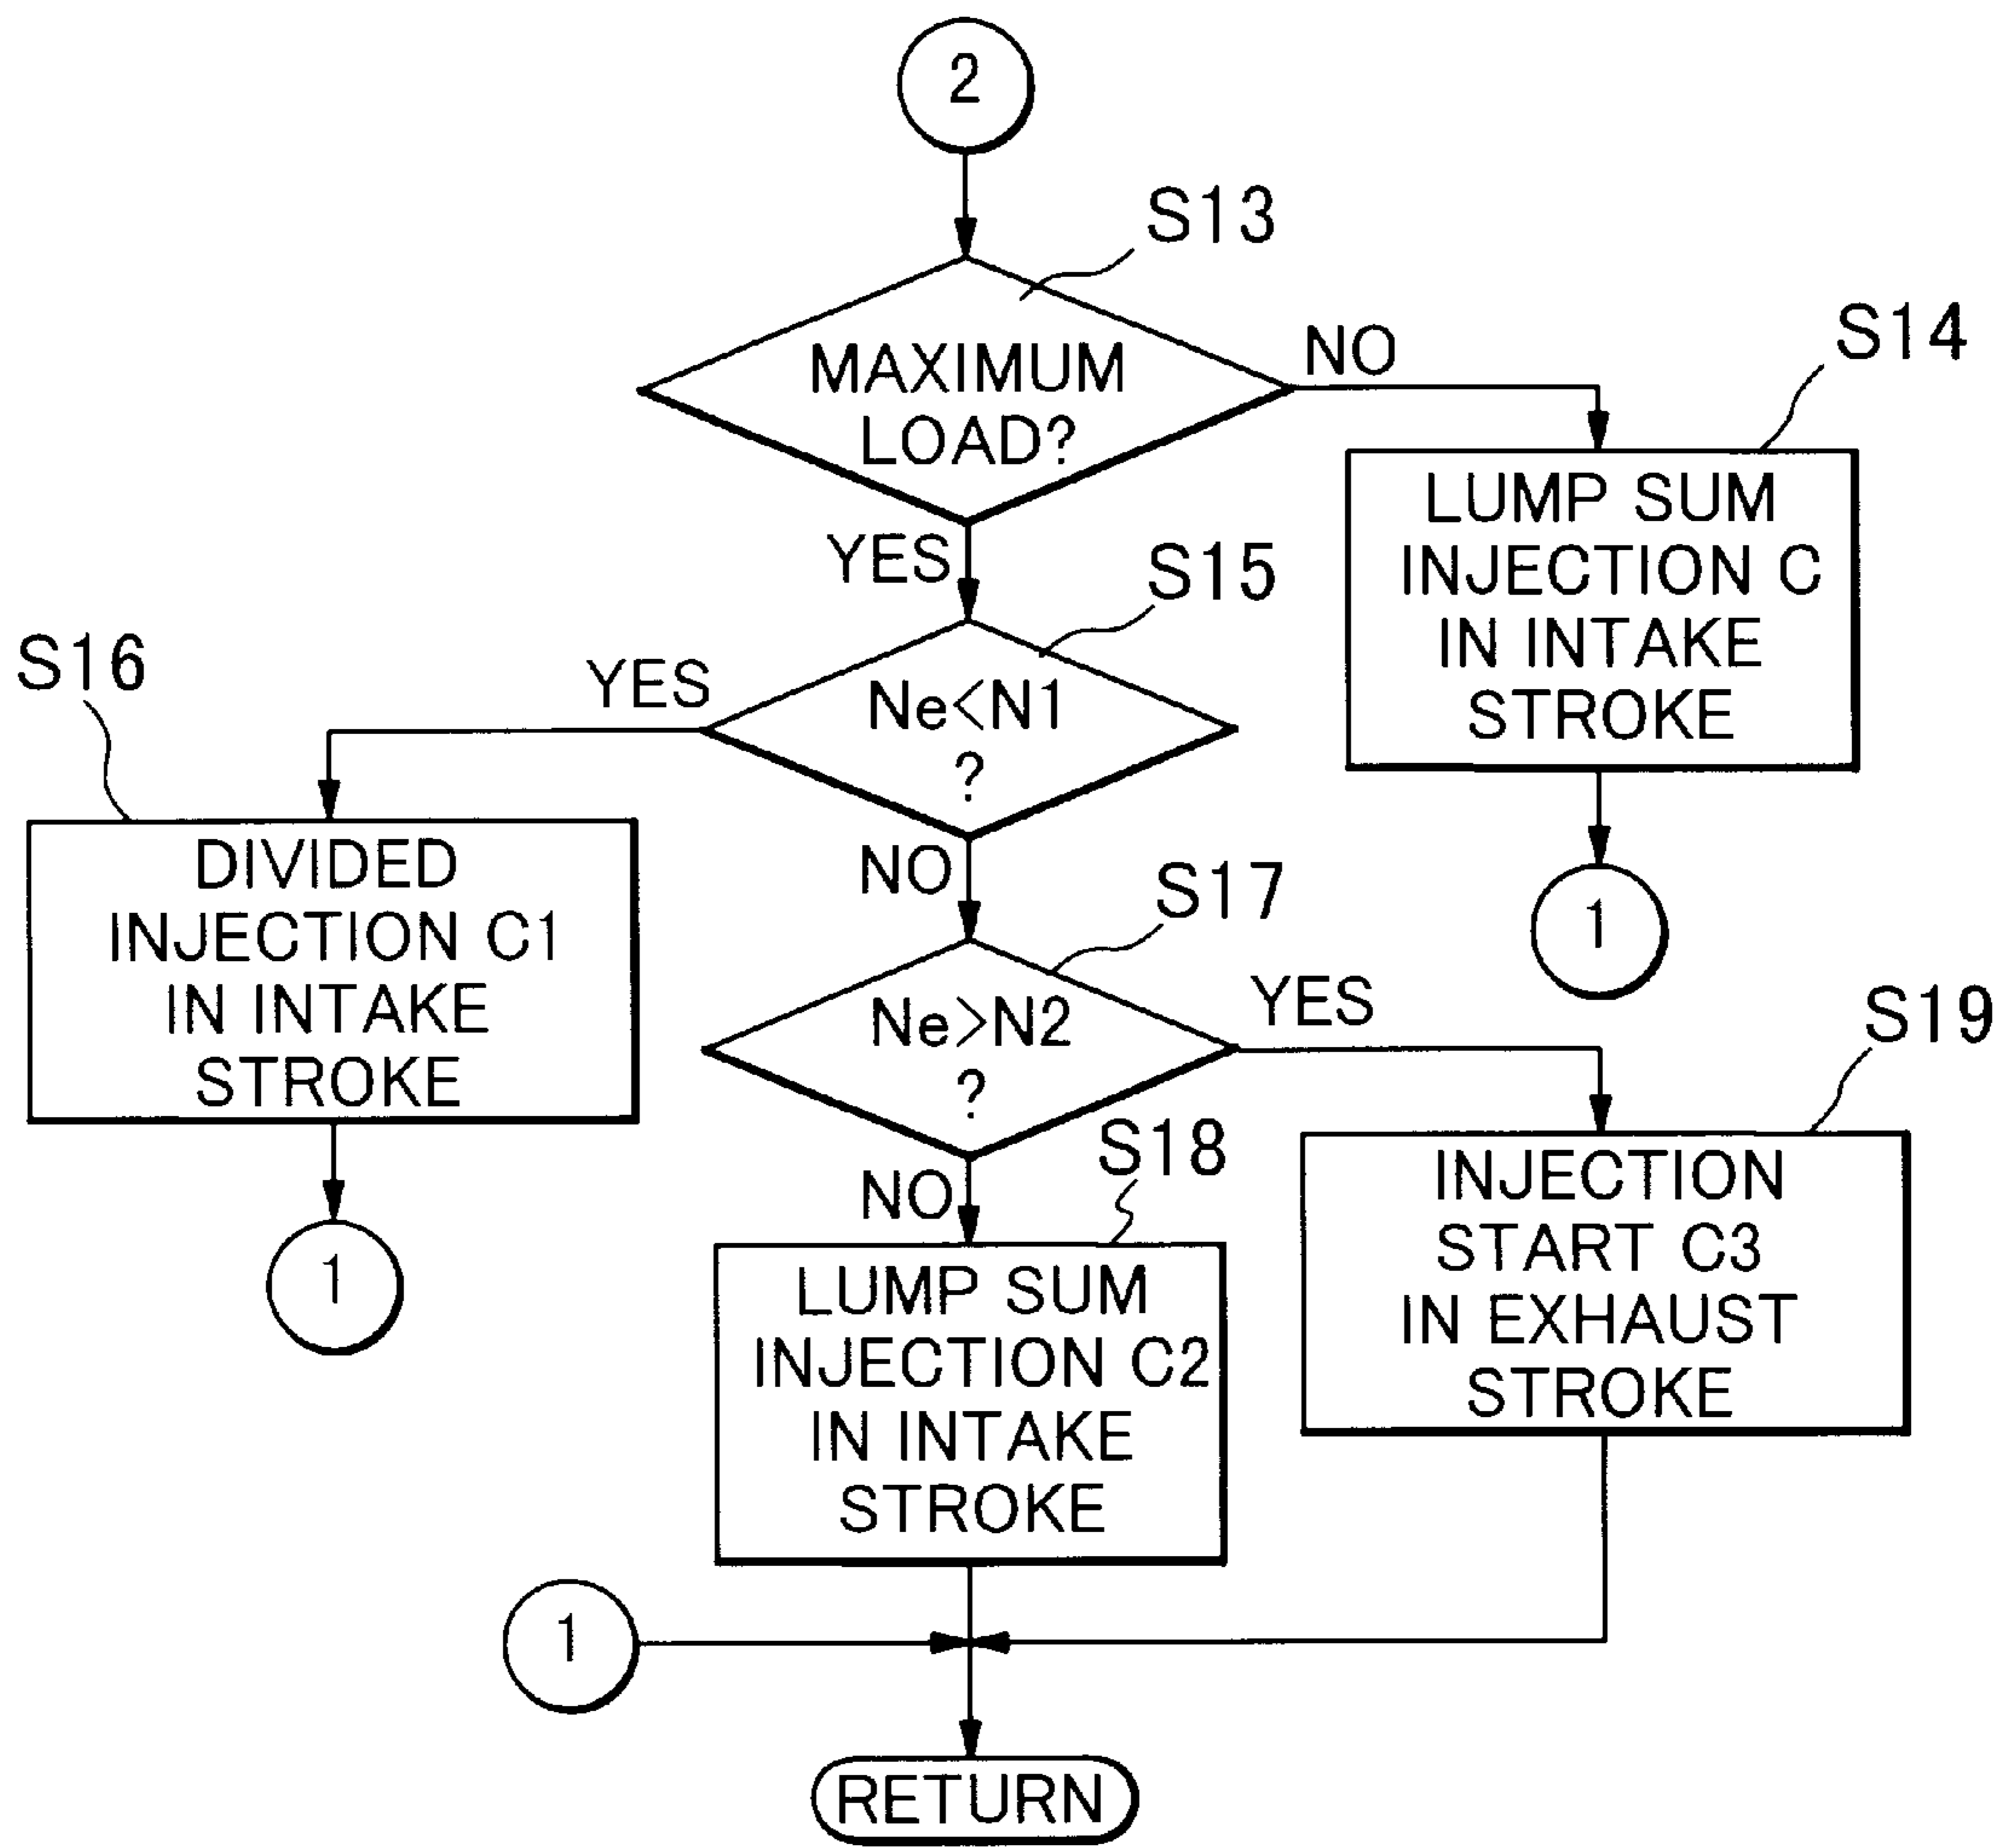 2
S13
MAXIMUM
LOAD?
NO
S14
LUMP SUM
INJECTION C
IN INTAKE
STROKE
1
YES
S15
Ne<N1
?
YES
S16
DIVIDED
INJECTION C1
IN INTAKE
STROKE
1
NO
S17
Ne>N2
?
YES
S19
INJECTION
START C3
IN EXHAUST
STROKE
NO
S18
LUMP SUM
INJECTION C2
IN INTAKE
STROKE
1
RETURN